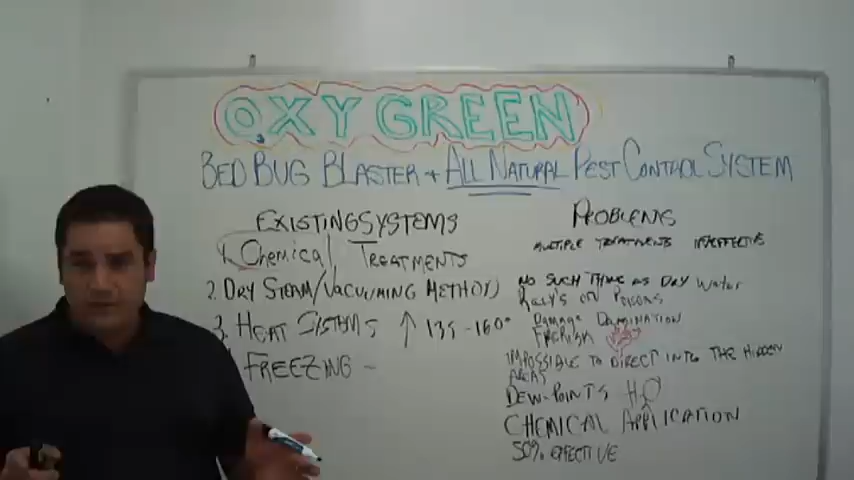 O3XYGREEN
BED BUG BLASTER + ALL NATURAL PEST CONTROL SYSTEM
EXISTING SYSTEMS
1. Chemical TREATMENTS
2. DRY STEAM/VACUUMING METHOD)
3. HEAT SYSTEMS ↑ 135 -160°
FREEZING -
PROBLEMS
MULTIPLE TREATMENTS INEFFECTIVE
NO SUCH THING AS DRY WATER
RELY'S ON POISONS
DAMAGE
IMPOSSIBLE TO DIRECT INTO THE HIDDEN
AREAS
DEW-POINTS H2O
CHEMICAL APPLICATION
50% EFFECTIVE